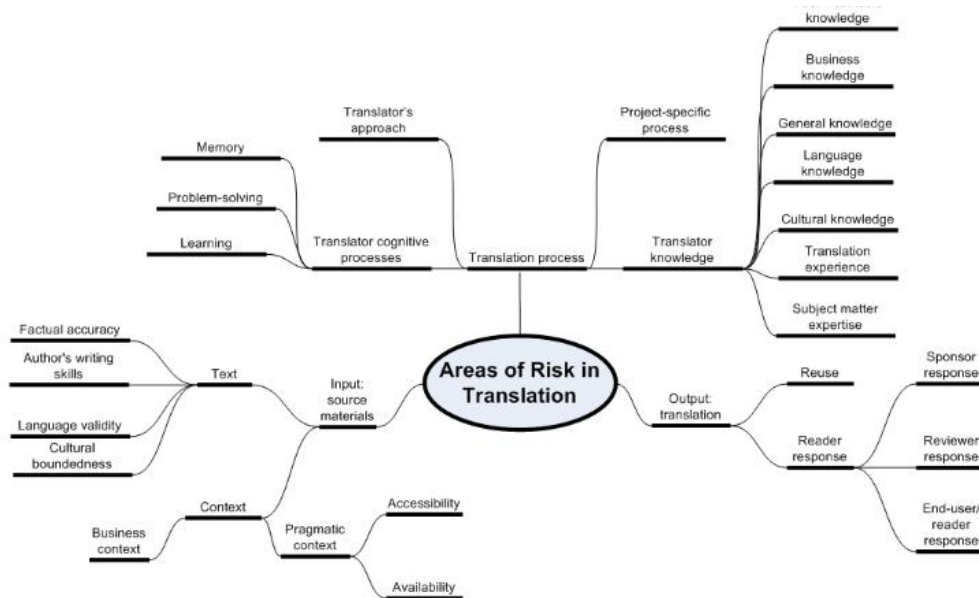 knowledge
Business
knowledge
General knowledge
Language
knowledge
Cultural knowledge
Translation
experience
Subject matter
expertise
Translator's
approach
Project-specific
process
Memory
Problem-solving
Learning
Translator cognitive
processes
Translation process
Translator
knowledge
Areas of Risk in
Translation
Factual accuracy
Author's writing
skills
Language validity
Cultural
boundedness
Text
Input:
source
materials
Context
Business
context
Pragmatic
context
Accessibility
Availability
Output:
translation
Reuse
Reader
response
Sponsor
response
Reviewer
response
End-user/
reader
response